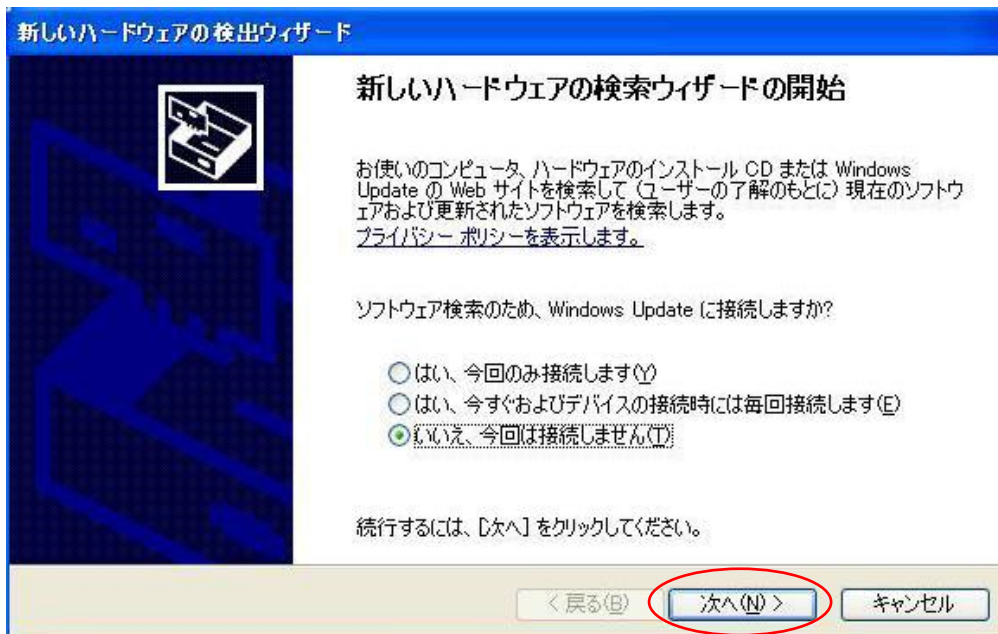 新しいハードウェアの検出ウィザード
新しいハードウェアの検索ウィザードの開始
お使いのコンピュータ、ハードウェアのインストール CD または Windows
Update の Web サイトを検索して (ユーザーの了解のもとに) 現在のソフトウ
ェアおよび更新されたソフトウェアを検索します。
プライバシー ポリシーを表示します。
ソフトウェア検索のため、Windows Update に接続しますか?
はい、今回のみ接続します(Y)
はい、今すぐおよびデバイスの接続時には毎回接続します(E)
いいえ、今回は接続しません(T)
続行するには、[次へ] をクリックしてください。
< 戻る(B) 次へ(N) > キャンセル